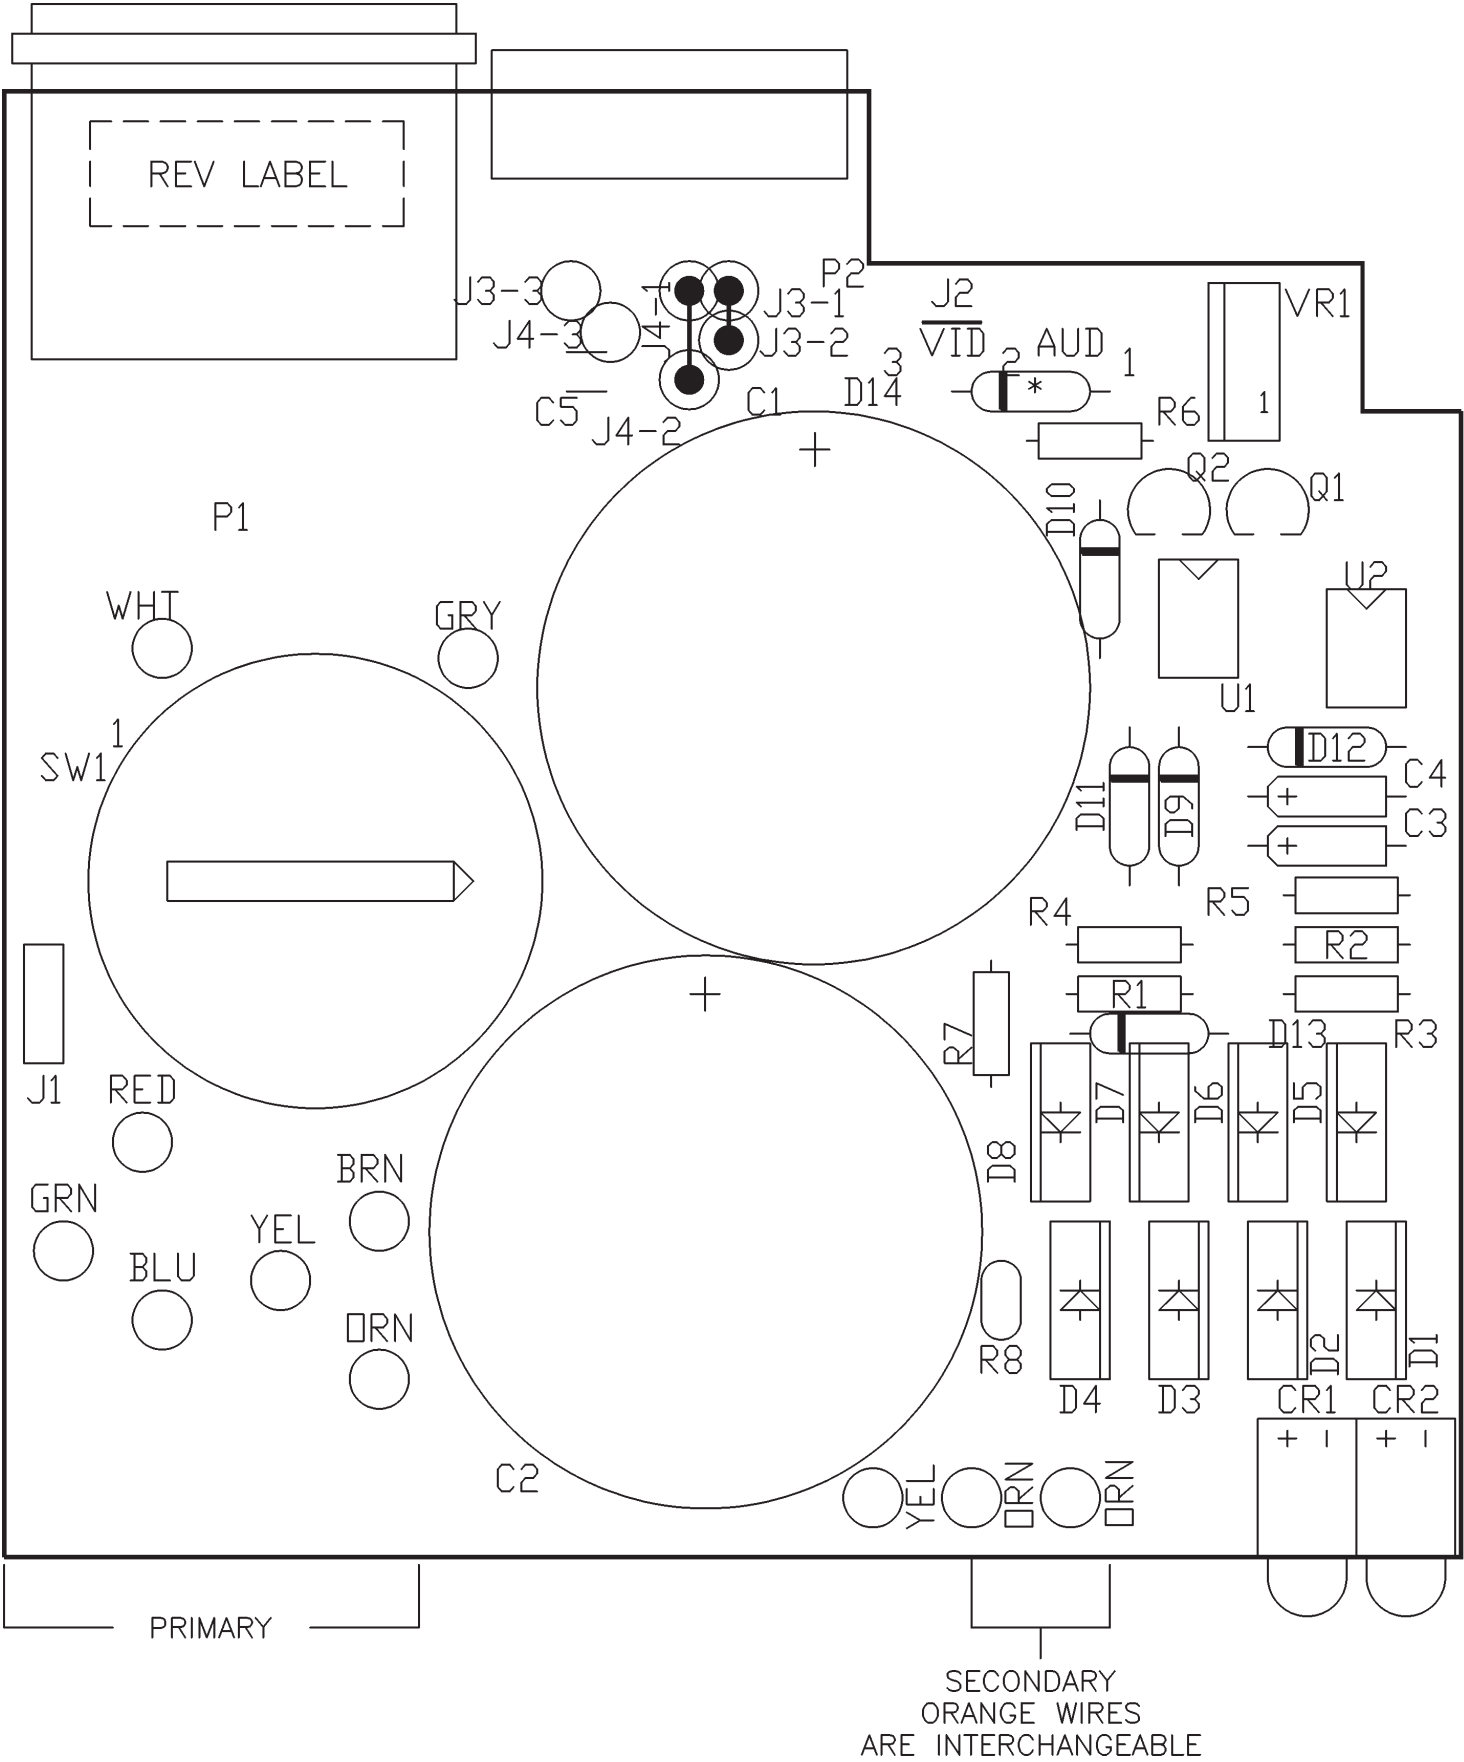 REV LABEL
P2
J3-3
J4-1
J3-1
J2
VR1
J4-3
J3-2
VID
AUD
3
2
1
D14
*
C5
C1
1
R6
J4-2
+
Q2
Q1
D10
P1
U2
WHT
GRY
U1
1
SW1
D12
C4
D11
D9
+
C3
+
R5
R4
R2
R1
R7
+
D13
R3
J1
RED
D7
D6
D5
D8
BRN
GRN
YEL
BLU
ORN
R8
D2
D1
D4
D3
CR1
CR2
+ -
+ -
C2
YEL
ORN
ORN
PRIMARY
SECONDARY
ORANGE WIRES
ARE INTERCHANGEABLE